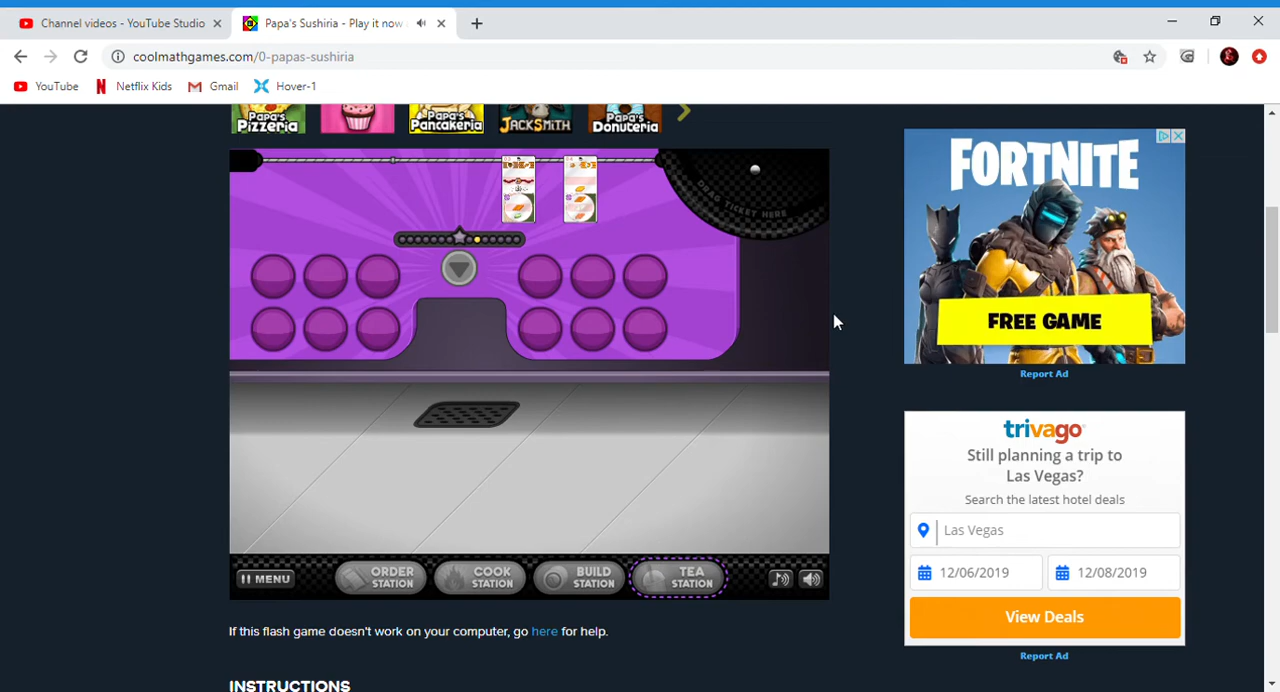 Channel videos - YouTube Studio
Papa's Sushiria - Play it now
coolmathgames.com/0-papas-sushiria
YouTube
Netflix Kids
Gmail
Hover-1
Papa's
Pizzeria
Papa's
Pancakeria
JackSmith
Papa's
Donuteria
DRAG TICKET HERE
MENU
ORDER
STATION
COOK
STATION
BUILD
STATION
TEA
STATION
If this flash game doesn't work on your computer, go here for help.
INSTRUCTIONS
FORTNITE
FREE GAME
Report Ad
trivago
Still planning a trip to
Las Vegas?
Search the latest hotel deals
Las Vegas
12/06/2019
12/08/2019
View Deals
Report Ad